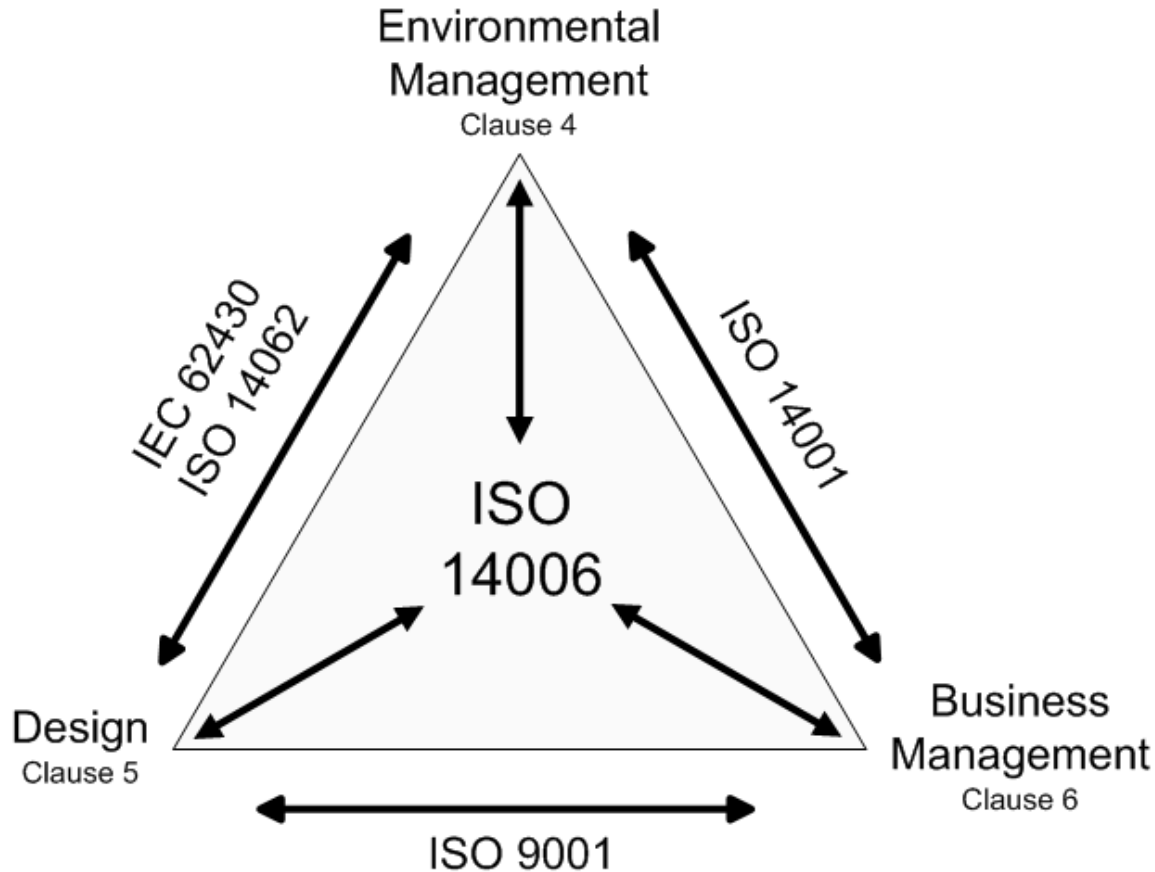 Environmental
Management
Clause 4
IEC 62430
ISO 14062
ISO 14001
ISO
14006
Design
Clause 5
Business
Management
Clause 6
ISO 9001